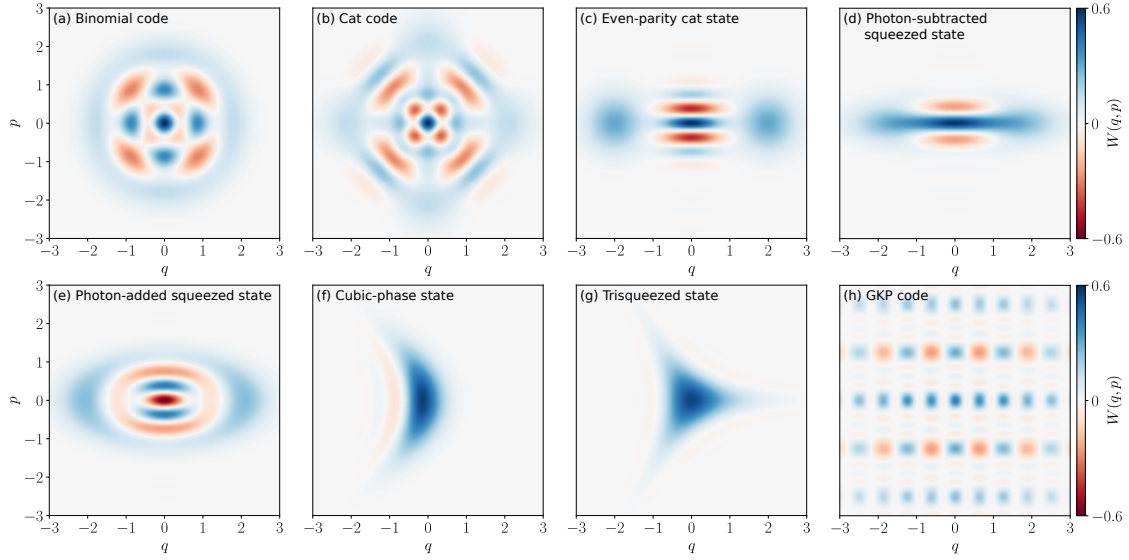 (a) Binomial code
(b) Cat code
(c) Even-parity cat state
(d) Photon-subtracted
squeezed state
3
2
1
0
−1
−2
−3
p
−3 −2 −1 0 1 2 3
q
−3 −2 −1 0 1 2 3
q
−3 −2 −1 0 1 2 3
q
−3 −2 −1 0 1 2 3
q
0.6
0
−0.6
W(q,p)
(e) Photon-added squeezed state
(f) Cubic-phase state
(g) Trisqueezed state
(h) GKP code
3
2
1
0
−1
−2
−3
p
−3 −2 −1 0 1 2 3
q
−3 −2 −1 0 1 2 3
q
−3 −2 −1 0 1 2 3
q
−3 −2 −1 0 1 2 3
q
0.6
0
−0.6
W(q,p)